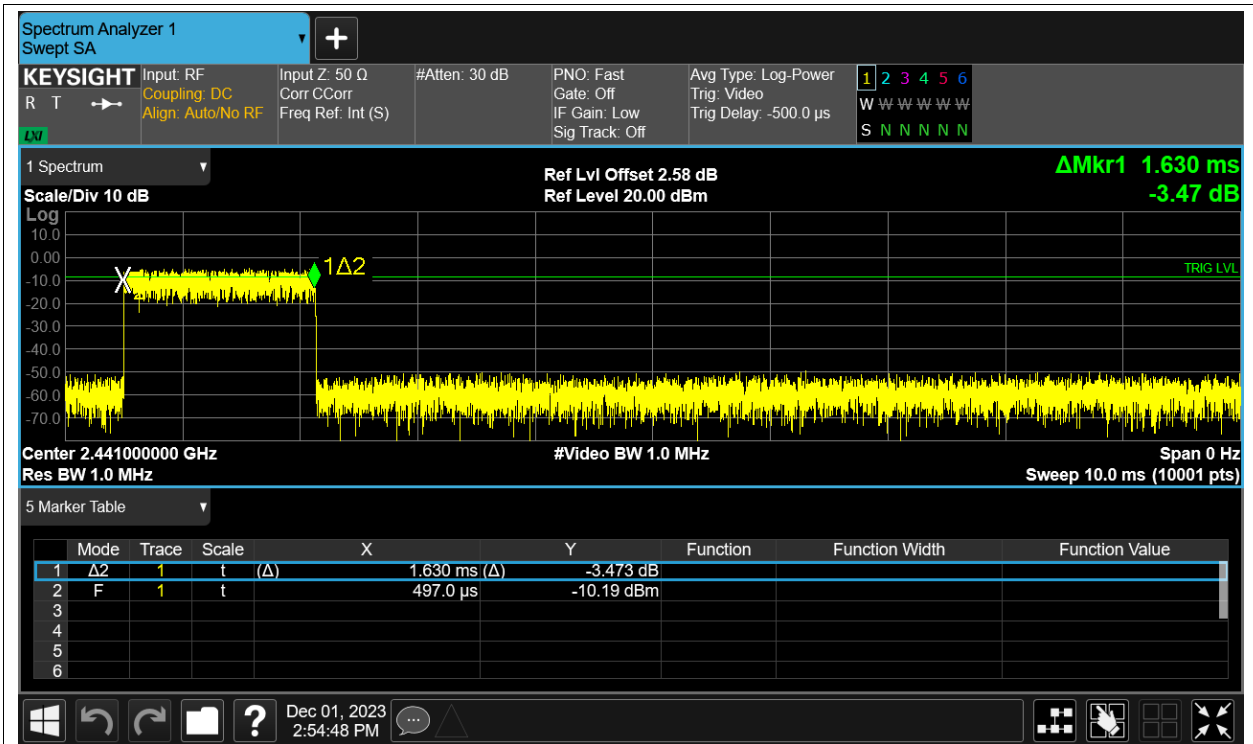 Spectrum Analyzer 1
Swept SA
KEYSIGHT Input: RF Input Z: 50 Ω #Atten: 30 dB PNO: Fast Avg Type: Log-Power 1 2 3 4 5 6
R T Coupling: DC Corr CCorr Gate: Off Trig: Video W W W W W W
Align: Auto/No RF Freq Ref: Int (S) IF Gain: Low Trig Delay: -500.0 µs
LXI Sig Track: Off S N N N N N
1 Spectrum
Ref Lvl Offset 2.58 dB ΔMkr1 1.630 ms
Scale/Div 10 dB Ref Level 20.00 dBm -3.47 dB
Log
10.0
0.00
1Δ2
TRIG LVL
-10.0
-20.0
-30.0
-40.0
-50.0
-60.0
-70.0
Center 2.441000000 GHz #Video BW 1.0 MHz Span 0 Hz
Res BW 1.0 MHz Sweep 10.0 ms (10001 pts)
5 Marker Table
Mode Trace Scale X Y Function Function Width Function Value
1 Δ2 1 t (Δ) 1.630 ms (Δ) -3.473 dB
2 F 1 t 497.0 µs -10.19 dBm
3
4
5
6
Dec 01, 2023
2:54:48 PM